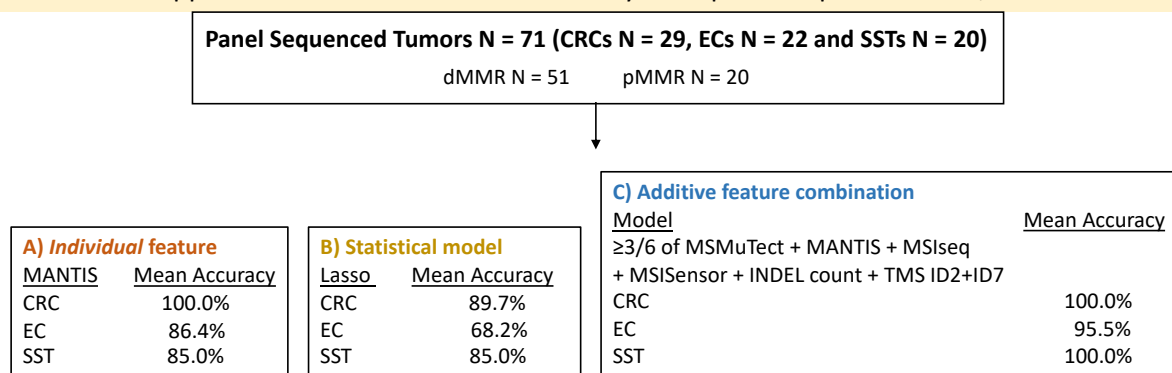 Panel Sequenced Tumors N = 71 (CRCs N = 29, ECs N = 22 and SSTs N = 20)
dMMR N = 51 pMMR N = 20
A) Individual feature
MANTIS Mean Accuracy
CRC 100.0%
EC 86.4%
SST 85.0%
B) Statistical model
Lasso Mean Accuracy
CRC 89.7%
EC 68.2%
SST 85.0%
C) Additive feature combination
Model Mean Accuracy
≥3/6 of MSMuTect + MANTIS + MSIseq
+ MSISensor + INDEL count + TMS ID2+ID7
CRC 100.0%
EC 95.5%
SST 100.0%